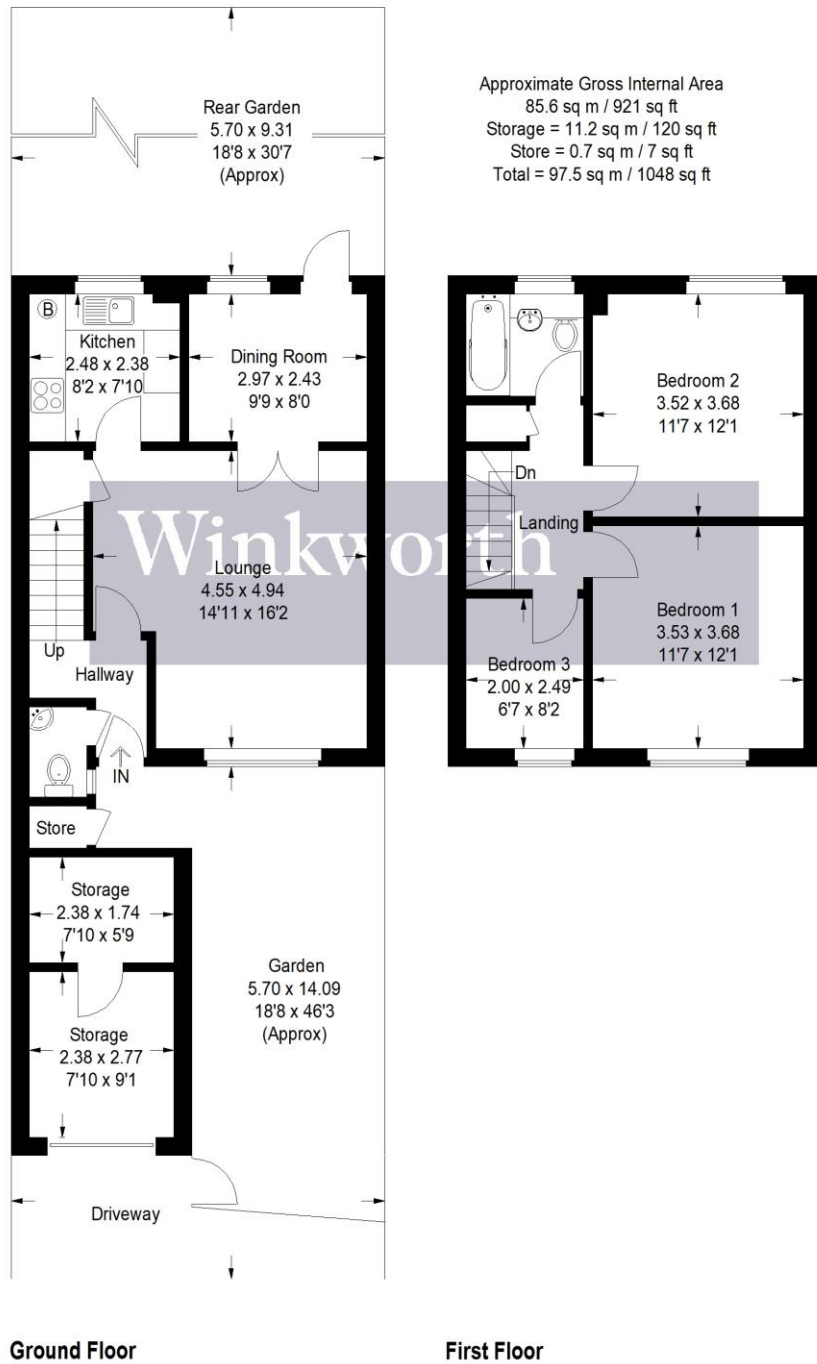 Approximate Gross Internal Area
85.6 sq m / 921 sq ft
Storage = 11.2 sq m / 120 sq ft
Store = 0.7 sq m / 7 sq ft
Total = 97.5 sq m / 1048 sq ft
Rear Garden
5.70 x 9.31
18'8 x 30'7
(Approx)
B
Kitchen
2.48 x 2.38
8'2 x 7'10
Dining Room
2.97 x 2.43
9'9 x 8'0
Winkworth
Lounge
4.55 x 4.94
14'11 x 16'2
Up
Hallway
IN
Store
Storage
2.38 x 1.74
7'10 x 5'9
Storage
2.38 x 2.77
7'10 x 9'1
Garden
5.70 x 14.09
18'8 x 46'3
(Approx)
Driveway
Ground Floor
Bedroom 2
3.52 x 3.68
11'7 x 12'1
Dn
Landing
Bedroom 1
3.53 x 3.68
11'7 x 12'1
Bedroom 3
2.00 x 2.49
6'7 x 8'2
First Floor